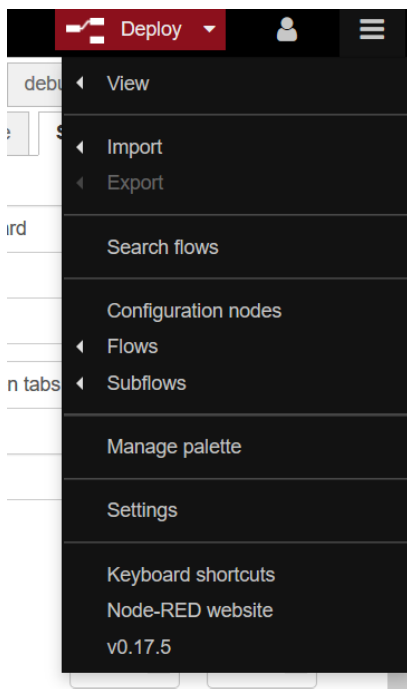 Deploy
debu
View
S
Import
Export
ard
Search flows
Configuration nodes
Flows
n tabs
Subflows
Manage palette
Settings
Keyboard shortcuts
Node-RED website
v0.17.5